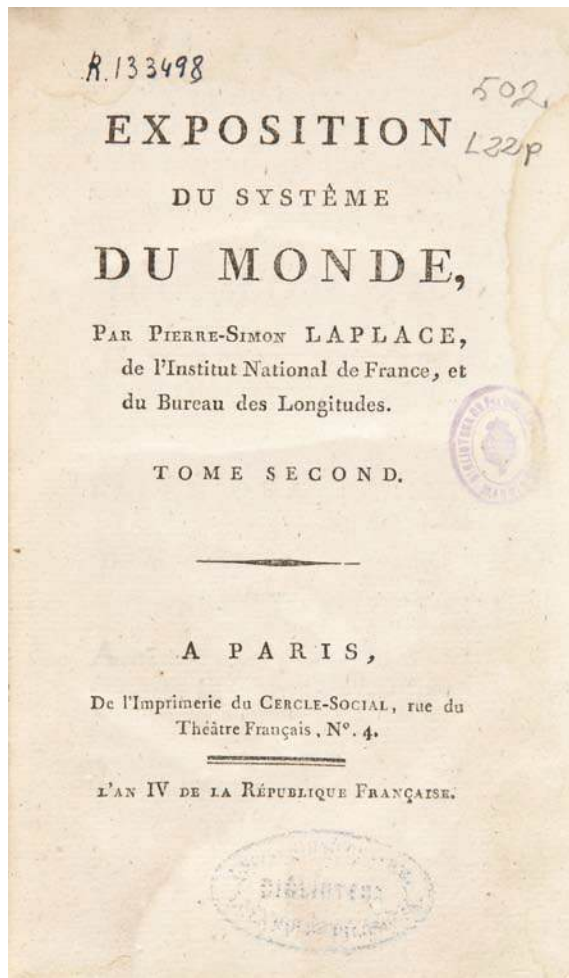 R.133498
502
L22p
EXPOSITION
DU SYSTÊME
DU MONDE,
PAR PIERRE-SIMON LAPLACE,
de l'Institut National de France, et
du Bureau des Longitudes.
TOME SECOND.
A PARIS,
De l'Imprimerie du CERCLE-SOCIAL, rue du
Théâtre Français, N°. 4.
L'AN IV DE LA RÉPUBLIQUE FRANÇAISE.